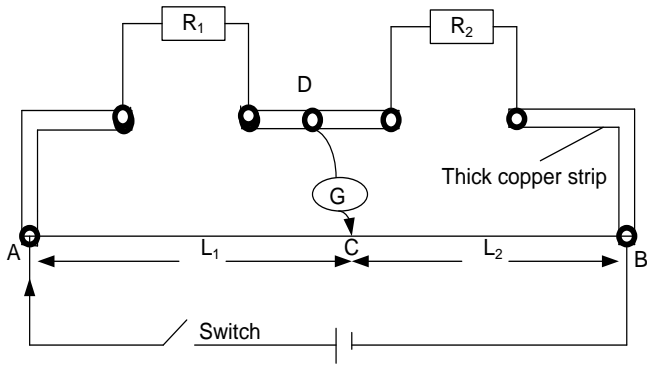 R₁
R₂
D
Thick copper strip
G
A
L₁
C
L₂
B
Switch